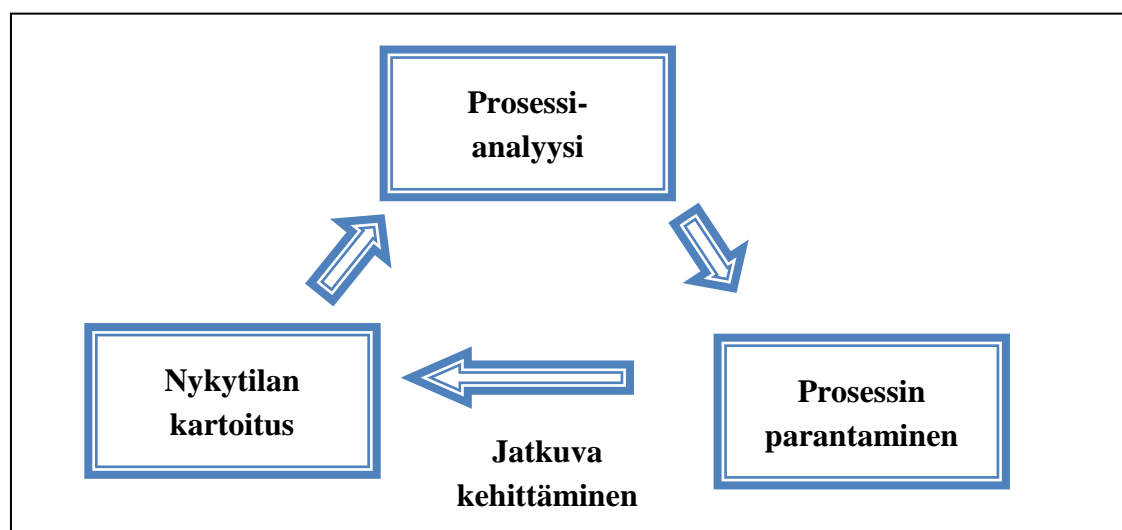 Prosessi-
analyysi
Nykytilan
kartoitus
Prosessin
parantaminen
Jatkuva
kehittäminen